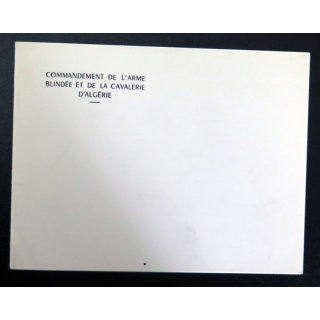 COMMANDEMENT DE L'ARME
BLINDÉE ET DE LA CAVALERIE
D'ALGÉRIE